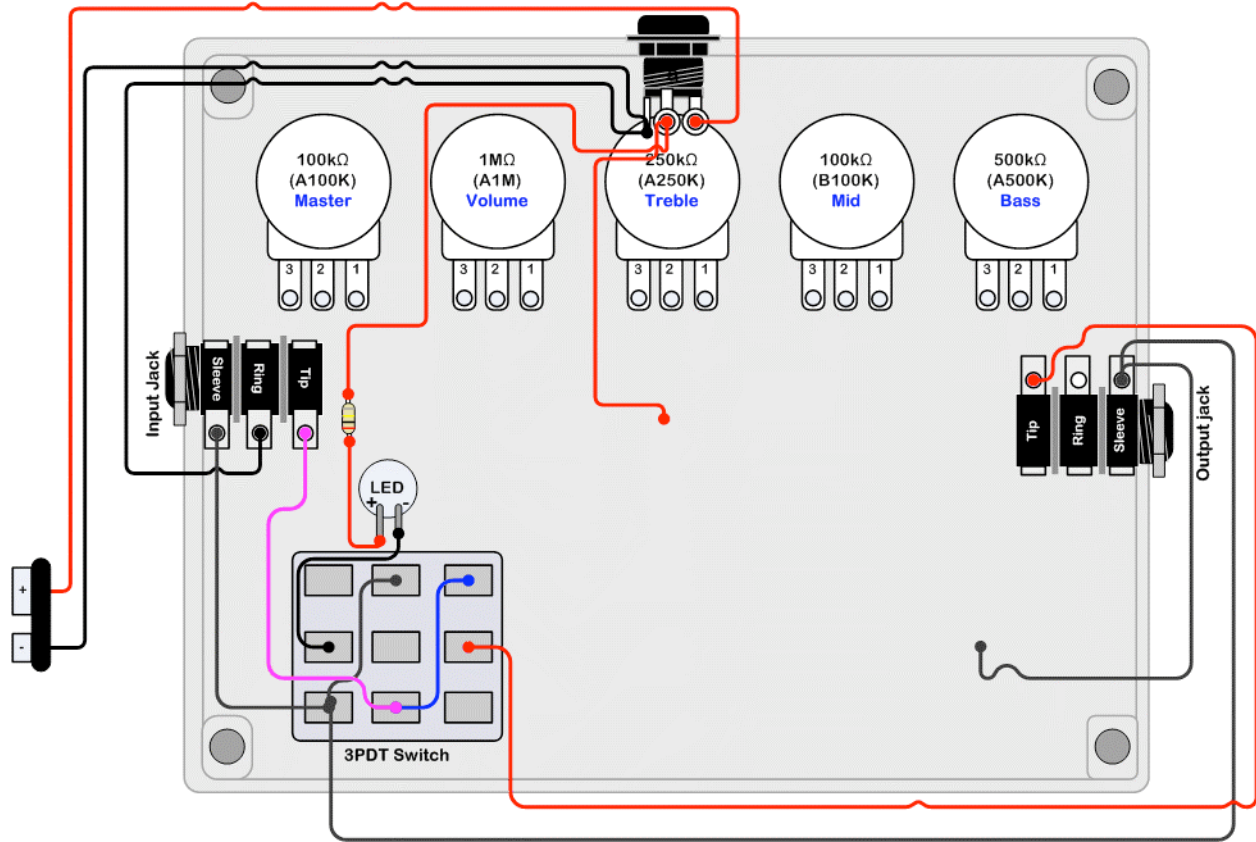 100kΩ
(A100K)
Master
1MΩ
(A1M)
Volume
250kΩ
(A250K)
Treble
100kΩ
(B100K)
Mid
500kΩ
(A500K)
Bass
3 2 1
3 2 1
3 2 1
3 2 1
3 2 1
Input Jack
Sleeve
Ring
Tip
Tip
Ring
Sleeve
Output jack
LED
+ -
+
-
3PDT Switch